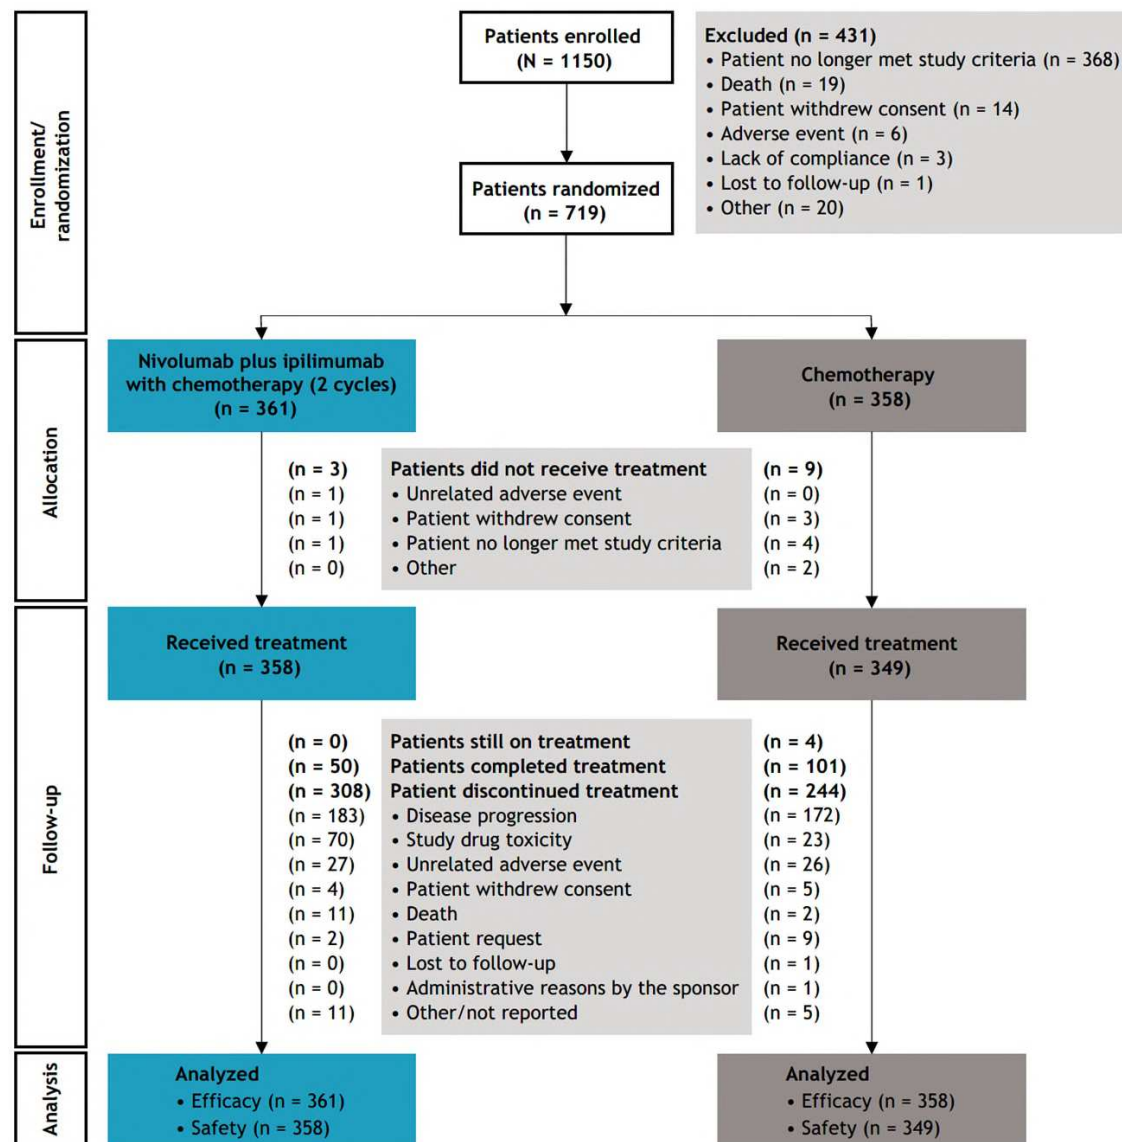 Enrollment/
randomization
Patients enrolled
(N = 1150)
Excluded (n = 431)
• Patient no longer met study criteria (n = 368)
• Death (n = 19)
• Patient withdrew consent (n = 14)
• Adverse event (n = 6)
• Lack of compliance (n = 3)
• Lost to follow-up (n = 1)
• Other (n = 20)
Patients randomized
(n = 719)
Allocation
Nivolumab plus ipilimumab
with chemotherapy (2 cycles)
(n = 361)
Chemotherapy
(n = 358)
(n = 3) Patients did not receive treatment (n = 9)
(n = 1) • Unrelated adverse event (n = 0)
(n = 1) • Patient withdrew consent (n = 3)
(n = 1) • Patient no longer met study criteria (n = 4)
(n = 0) • Other (n = 2)
Follow-up
Received treatment
(n = 358)
Received treatment
(n = 349)
(n = 0) Patients still on treatment (n = 4)
(n = 50) Patients completed treatment (n = 101)
(n = 308) Patient discontinued treatment (n = 244)
(n = 183) • Disease progression (n = 172)
(n = 70) • Study drug toxicity (n = 23)
(n = 27) • Unrelated adverse event (n = 26)
(n = 4) • Patient withdrew consent (n = 5)
(n = 11) • Death (n = 2)
(n = 2) • Patient request (n = 9)
(n = 0) • Lost to follow-up (n = 1)
(n = 0) • Administrative reasons by the sponsor (n = 1)
(n = 11) • Other/not reported (n = 5)
Analysis
Analyzed
• Efficacy (n = 361)
• Safety (n = 358)
Analyzed
• Efficacy (n = 358)
• Safety (n = 349)